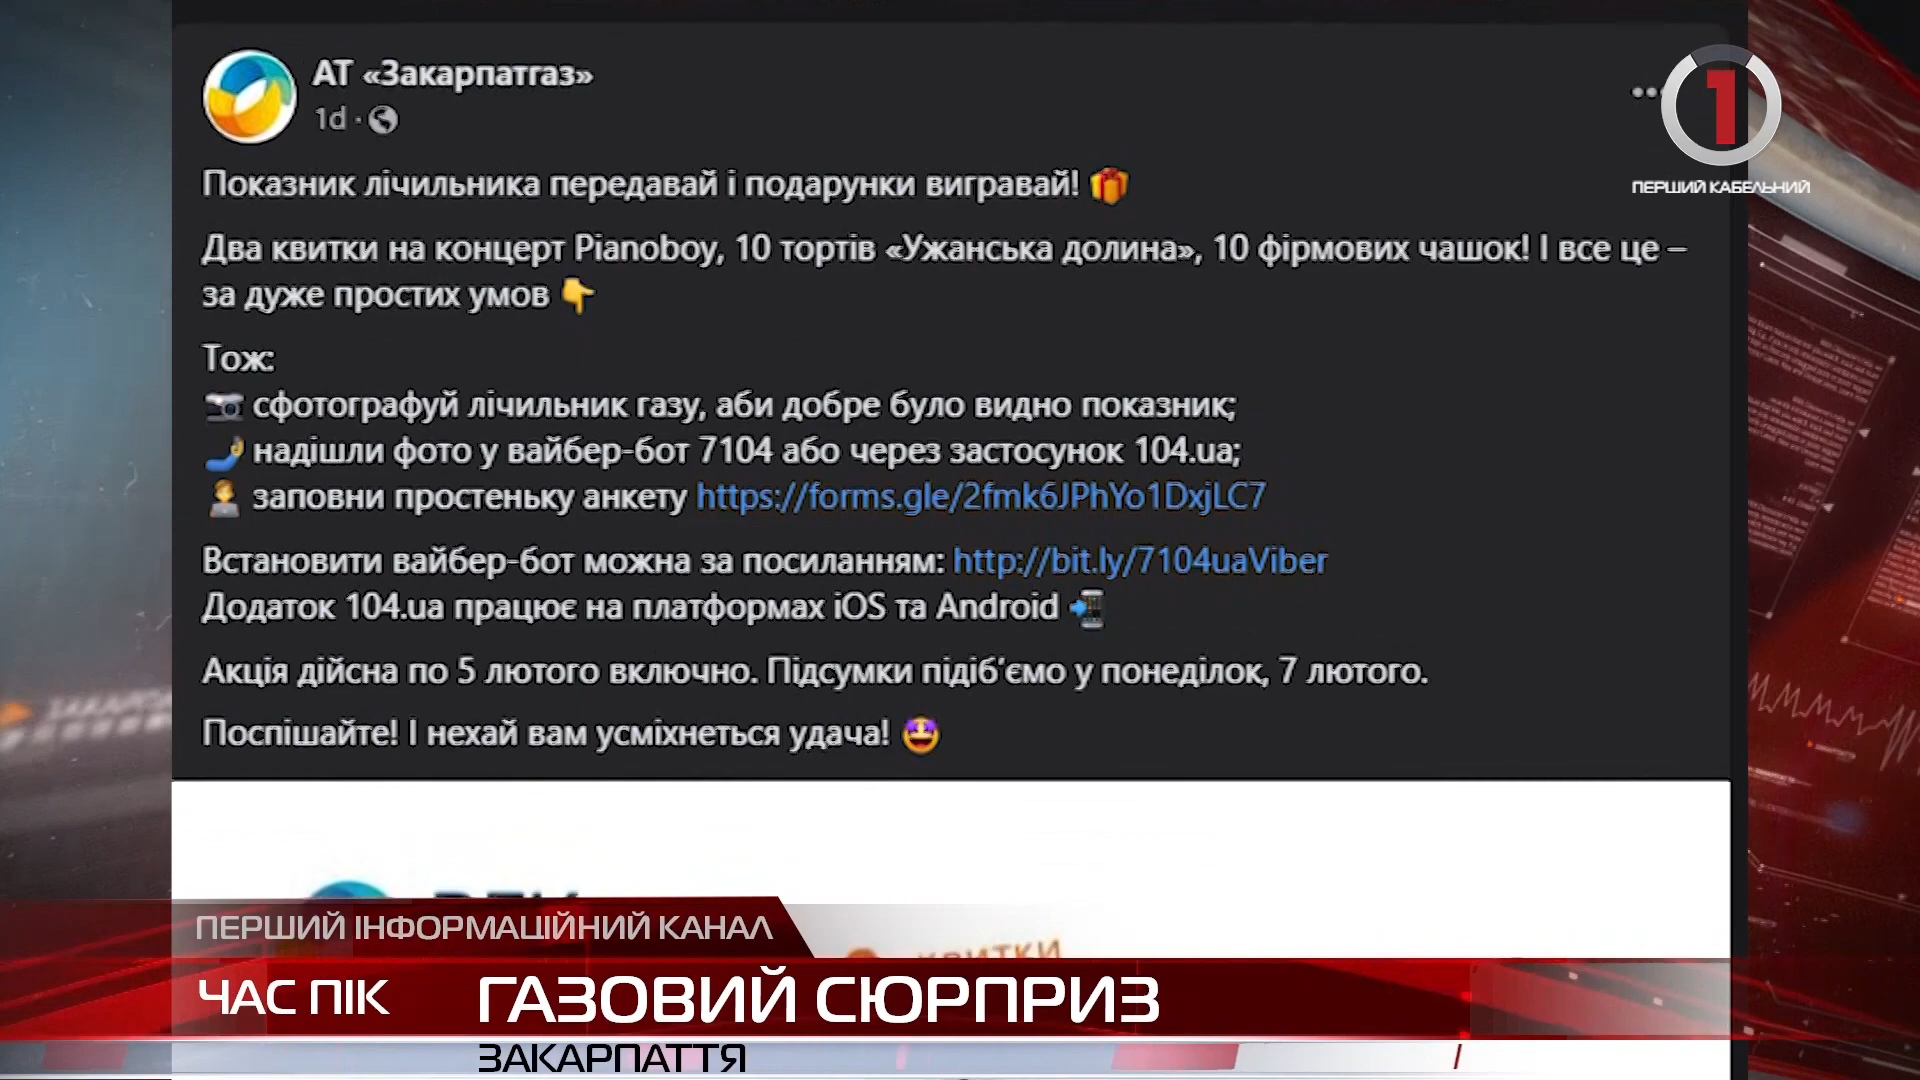 АТ «Закарпатгаз»
1d ·
Показник лічильника передавай і подарунки вигравай! 🎁
Два квитки на концерт Pianoboy, 10 тортів «Ужанська долина», 10 фірмових чашок! І все це –
за дуже простих умов 👇
Тож:
📷 сфотографуй лічильник газу, аби добре було видно показник;
🤳 надішли фото у вайбер-бот 7104 або через застосунок 104.ua;
🧑‍💻 заповни простеньку анкету https://forms.gle/2fmk6JPhYo1DxjLC7
Встановити вайбер-бот можна за посиланням: http://bit.ly/7104uaViber
Додаток 104.ua працює на платформах iOS та Android 📲
Акція дійсна по 5 лютого включно. Підсумки підіб’ємо у понеділок, 7 лютого.
Поспішайте! І нехай вам усміхнеться удача! 🤩
1
ПЕРШИЙ КАБЕЛЬНИЙ
КВИТКИ
ПЕРШИЙ ІНФОРМАЦІЙНИЙ КАНАЛ
ЧАС ПІК
ГАЗОВИЙ СЮРПРИЗ
ЗАКАРПАТТЯ